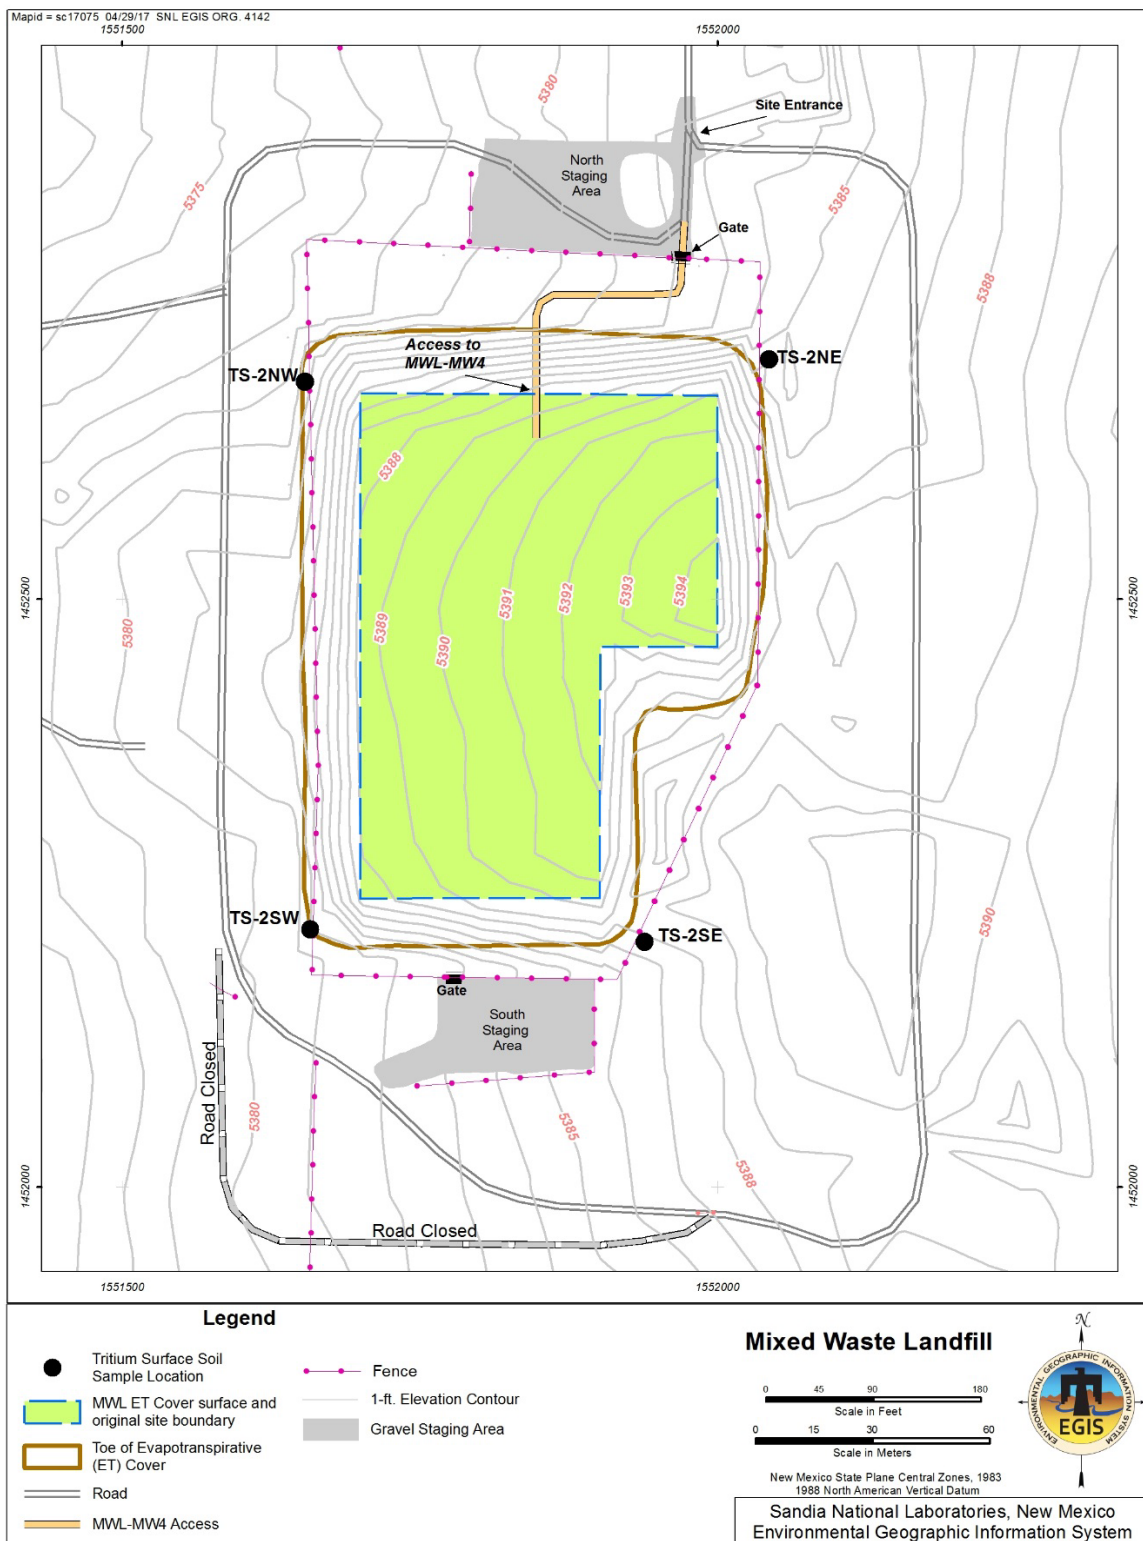 Mapid = sc17075 04/29/17 SNL EGIS ORG. 4142
1551500
1552000
5380
Site Entrance
North
Staging
Area
5375
5385
Gate
5388
Access to
MWL-MW4
TS-2NW
TS-2NE
5388
1452500
1452500
5389
5390
5391
5392
5393
5394
5380
TS-2SW
TS-2SE
5390
Gate
South
Staging
Area
Road Closed
5380
5385
5388
1452000
1452000
Road Closed
1551500
1552000
Legend
Tritium Surface Soil
Sample Location
MWL ET Cover surface and
original site boundary
Toe of Evapotranspirative
(ET) Cover
Road
MWL-MW4 Access
Fence
1-ft. Elevation Contour
Gravel Staging Area
Mixed Waste Landfill
0 45 90 180
Scale in Feet
0 15 30 60
Scale in Meters
New Mexico State Plane Central Zones, 1983
1988 North American Vertical Datum
N
ENVIRONMENTAL GEOGRAPHIC INFORMATION SYSTEM
EGIS
Sandia National Laboratories, New Mexico
Environmental Geographic Information System